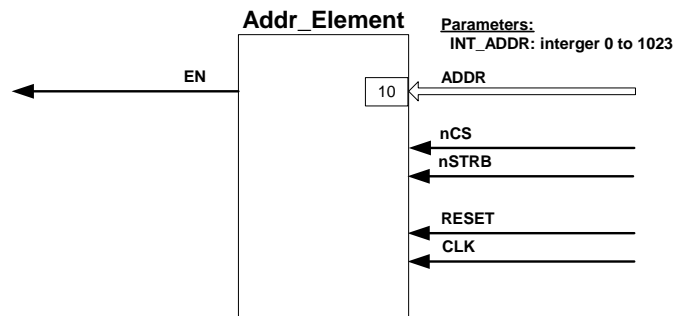 Addr_Element
Parameters:
INT_ADDR: interger 0 to 1023
EN
10
ADDR
nCS
nSTRB
RESET
CLK